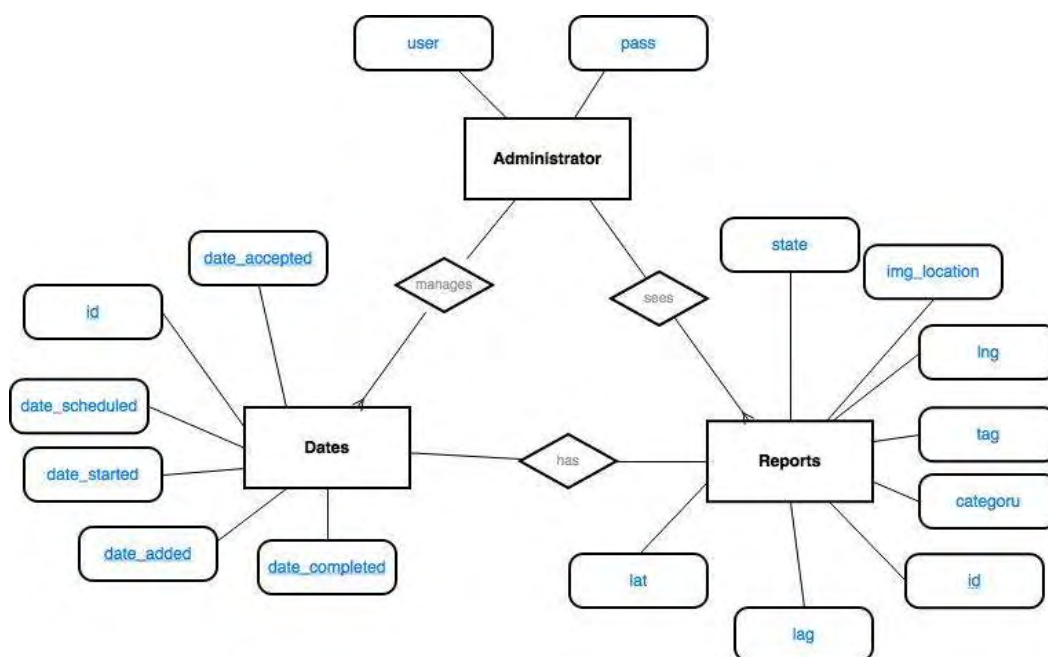 user
pass
Administrator
state
date_accepted
img_location
manages
sees
id
lng
date_scheduled
tag
Dates
has
Reports
date_started
categoru
date_added
date_completed
lat
id
lag